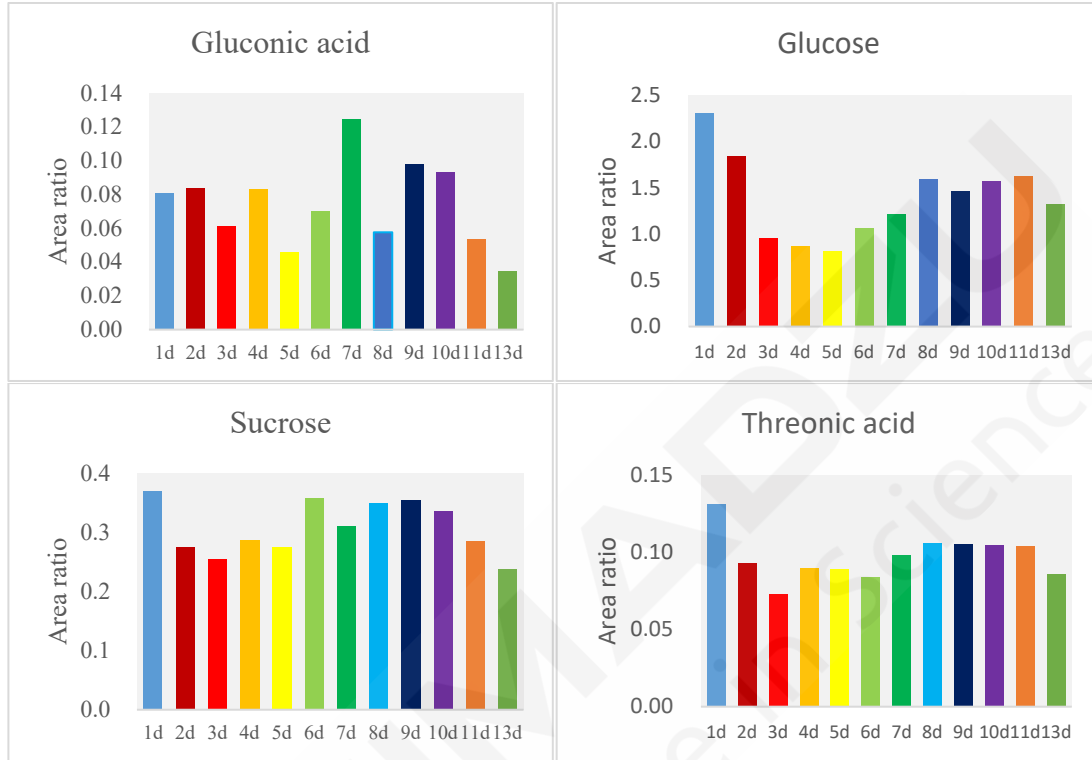 Gluconic acid
Area ratio
0.14
0.12
0.10
0.08
0.06
0.04
0.02
0.00
1d 2d 3d 4d 5d 6d 7d 8d 9d 10d 11d 13d
Glucose
Area ratio
2.5
2.0
1.5
1.0
0.5
0.0
1d 2d 3d 4d 5d 6d 7d 8d 9d 10d 11d 13d
Sucrose
Area ratio
0.4
0.3
0.2
0.1
0.0
1d 2d 3d 4d 5d 6d 7d 8d 9d 10d 11d 13d
Threonic acid
Area ratio
0.15
0.10
0.05
0.00
1d 2d 3d 4d 5d 6d 7d 8d 9d 10d 11d 13d
IMADZU
in Science